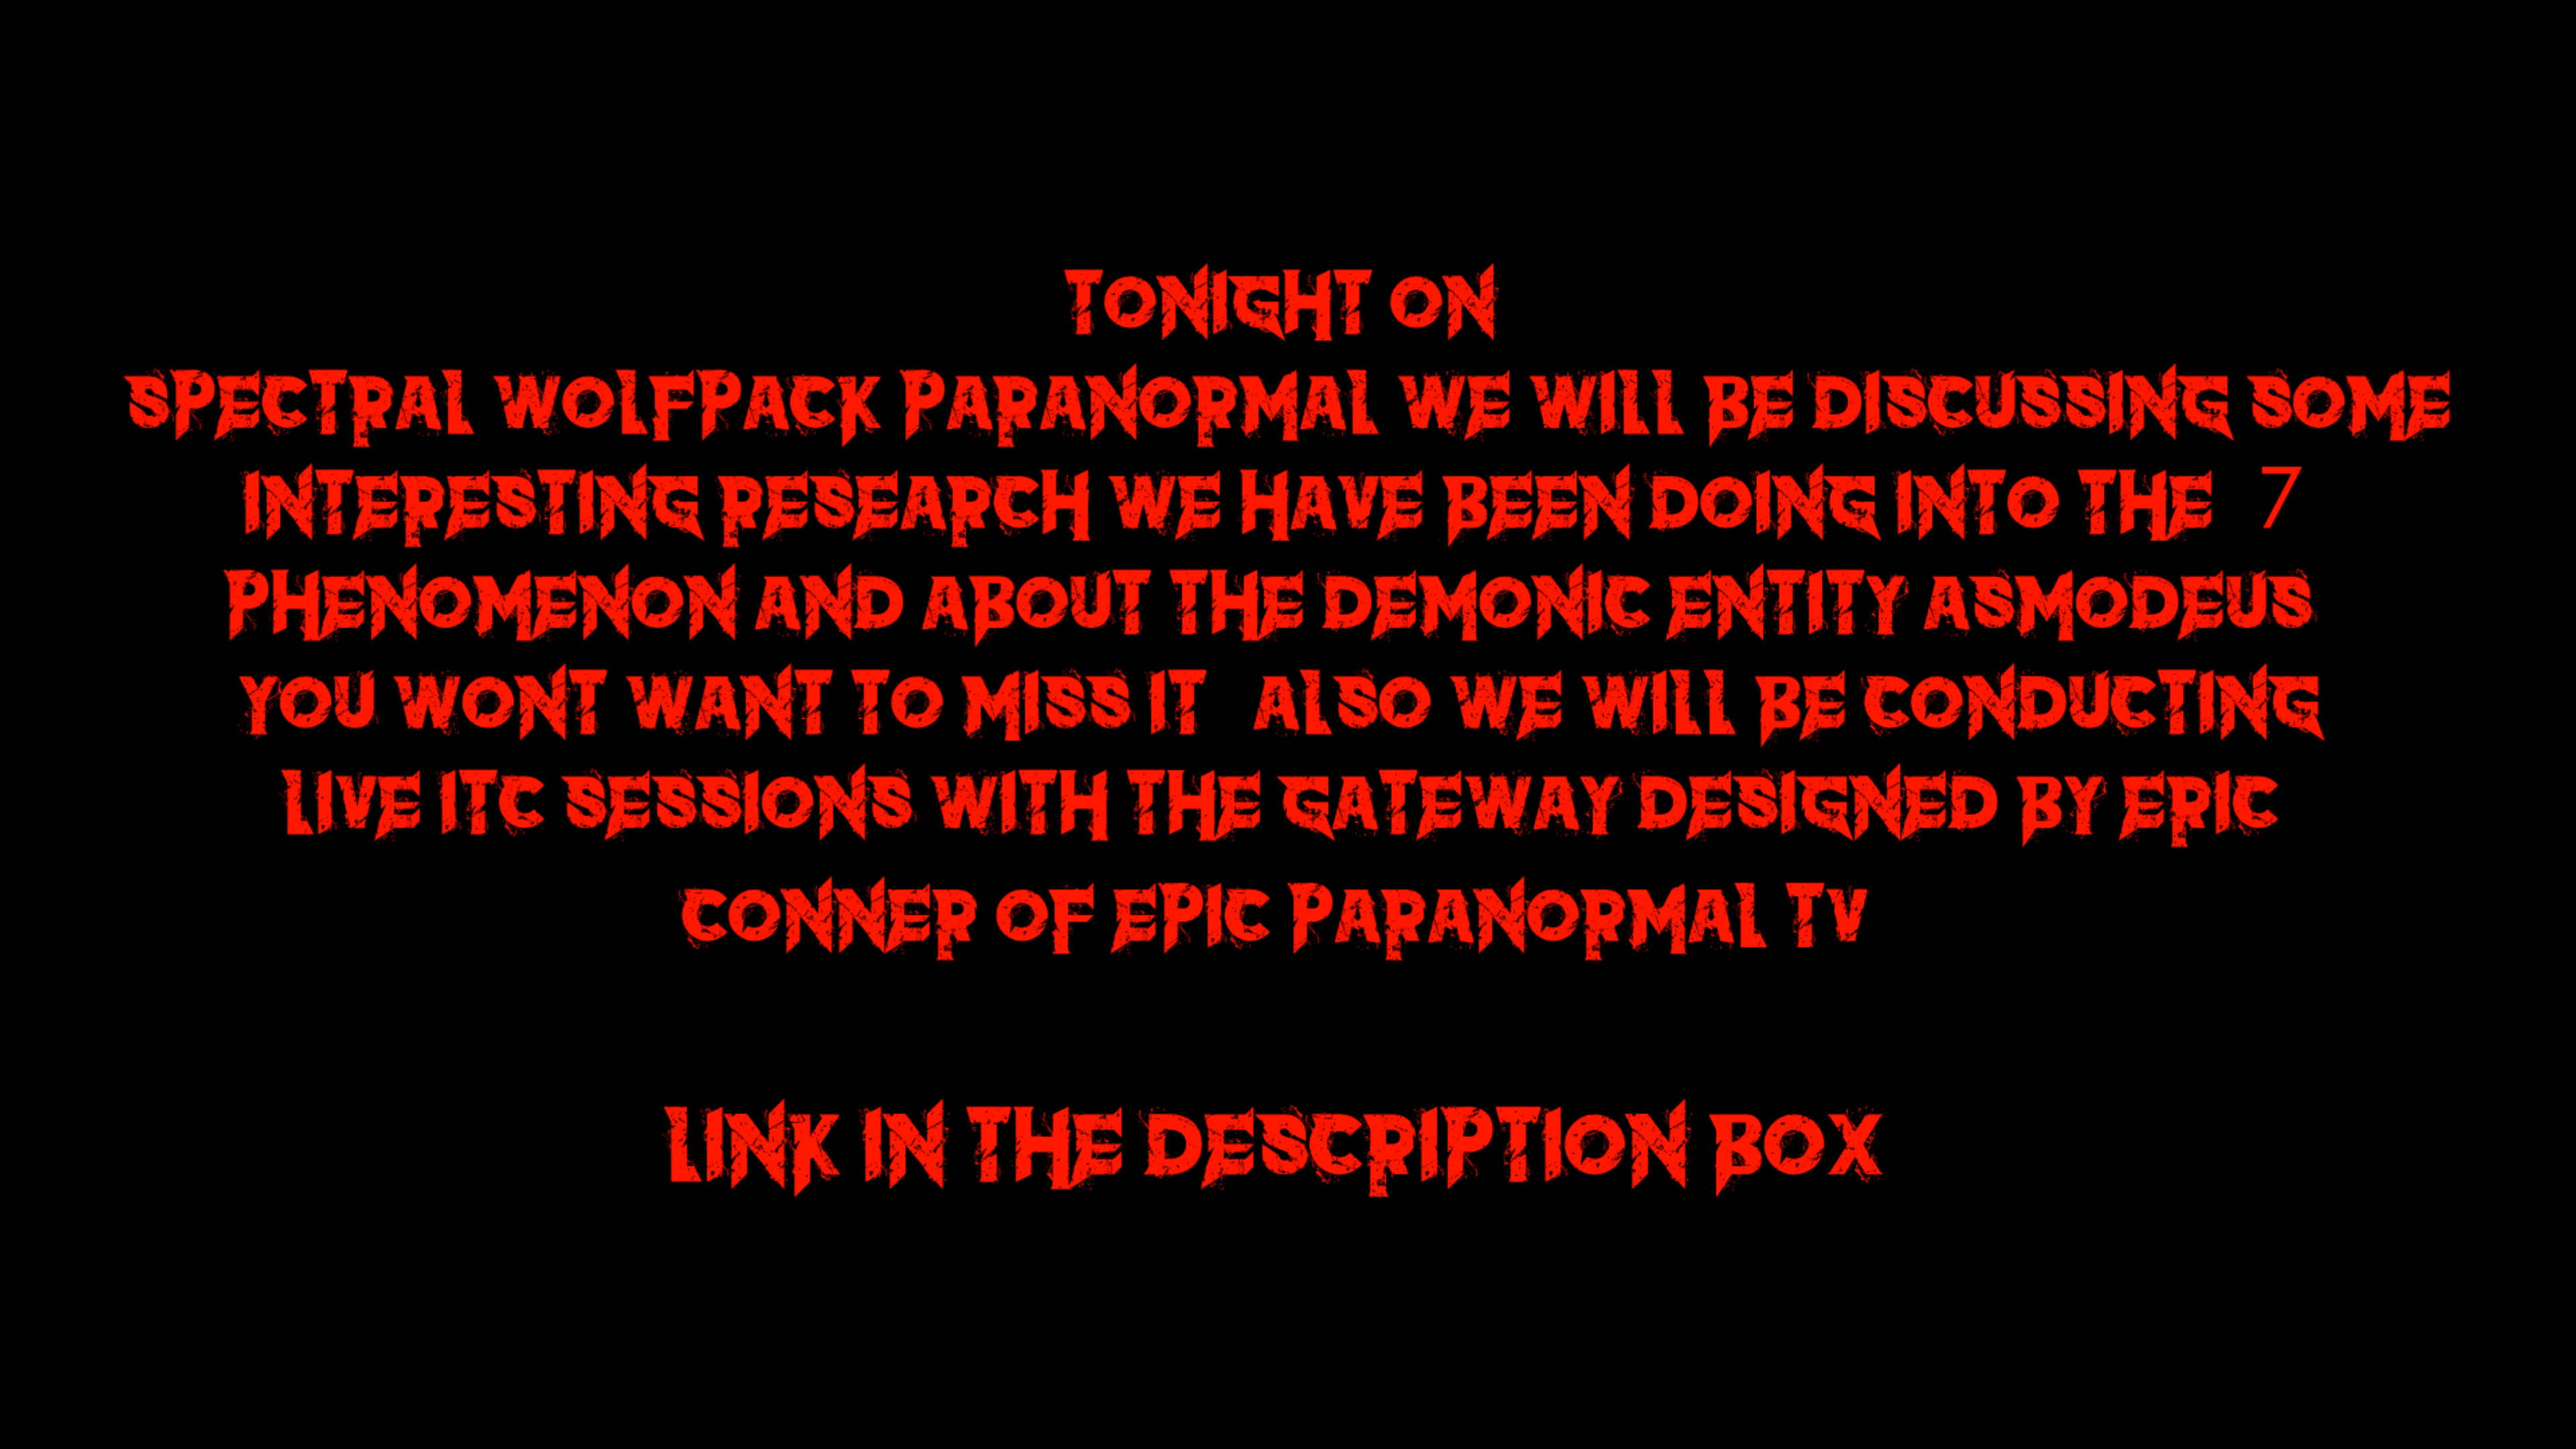 TONIGHT ON
SPECTRAL WOLFPACK PARANORMAL WE WILL BE DISCUSSING SOME
INTERESTING RESEARCH WE HAVE BEEN DOING INTO THE 7
PHENOMENON AND ABOUT THE DEMONIC ENTITY ASMODEUS
YOU WONT WANT TO MISS IT ALSO WE WILL BE CONDUCTING
LIVE ITC SESSIONS WITH THE GATEWAY DESIGNED BY ERIC
CONNER OF EPIC PARANORMAL TV
LINK IN THE DESCRIPTION BOX